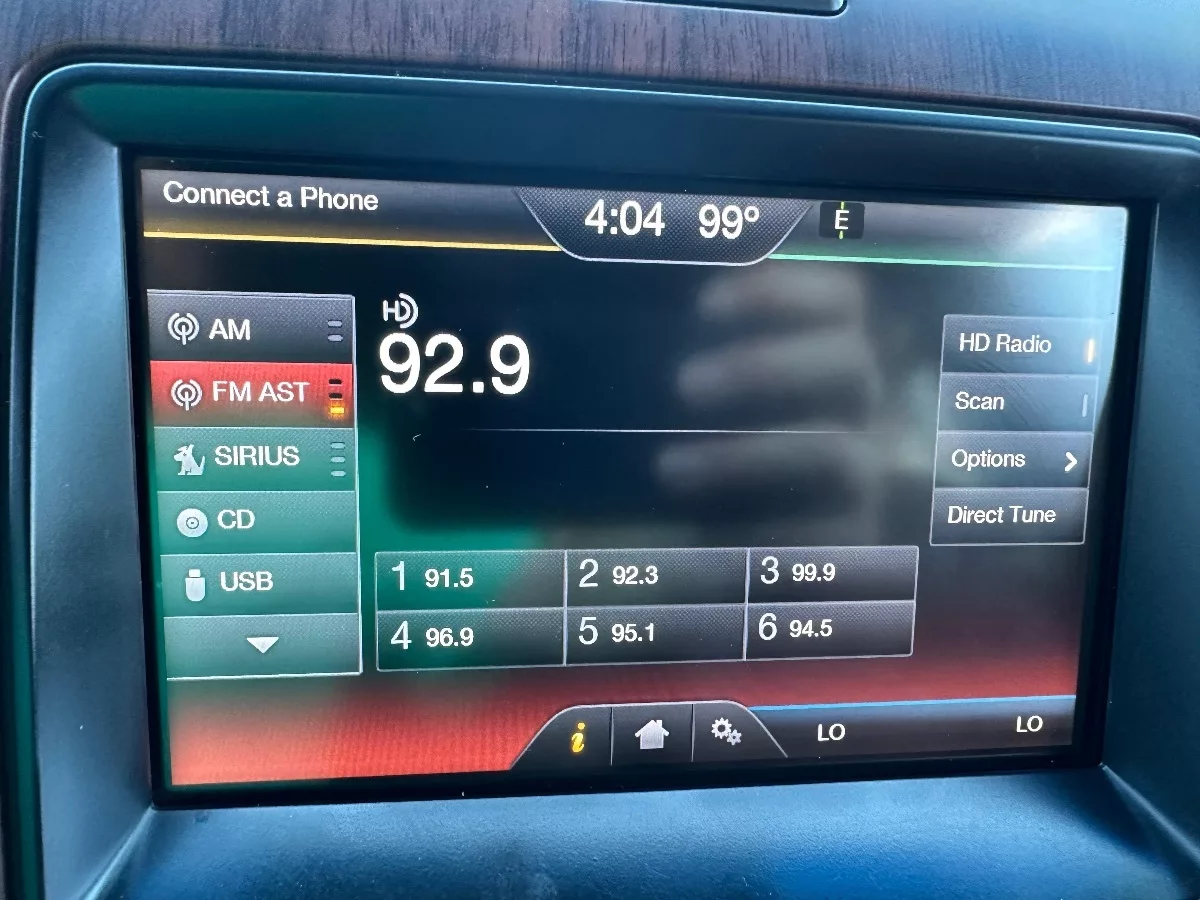 Connect a Phone
4:04 99° E
AM
FM AST
SIRIUS
CD
USB
HD
92.9
HD Radio
Scan
Options
Direct Tune
1 91.5
2 92.3
3 99.9
4 96.9
5 95.1
6 94.5
i
LO
LO